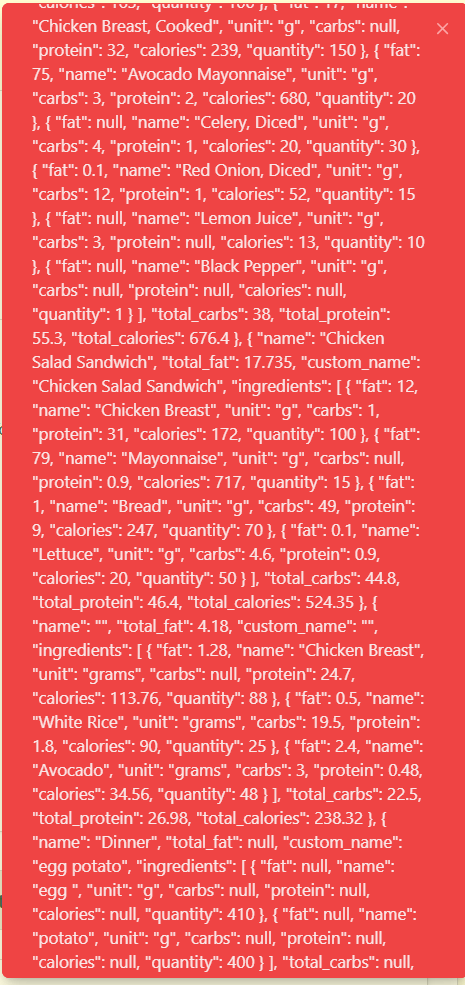 calories": 165, "quantity": 100 }, { "fat": 17, "name":
"Chicken Breast, Cooked", "unit": "g", "carbs": null,
"protein": 32, "calories": 239, "quantity": 150 }, { "fat":
75, "name": "Avocado Mayonnaise", "unit": "g",
"carbs": 3, "protein": 2, "calories": 680, "quantity": 20
}, { "fat": null, "name": "Celery, Diced", "unit": "g",
"carbs": 4, "protein": 1, "calories": 20, "quantity": 30 },
{ "fat": 0.1, "name": "Red Onion, Diced", "unit": "g",
"carbs": 12, "protein": 1, "calories": 52, "quantity": 15
}, { "fat": null, "name": "Lemon Juice", "unit": "g",
"carbs": 3, "protein": null, "calories": 13, "quantity": 10
}, { "fat": null, "name": "Black Pepper", "unit": "g",
"carbs": null, "protein": null, "calories": null,
"quantity": 1 } ], "total_carbs": 38, "total_protein":
55.3, "total_calories": 676.4 }, { "name": "Chicken
Salad Sandwich", "total_fat": 17.735, "custom_name":
"Chicken Salad Sandwich", "ingredients": [ { "fat": 12,
"name": "Chicken Breast", "unit": "g", "carbs": 1,
"protein": 31, "calories": 172, "quantity": 100 }, { "fat":
79, "name": "Mayonnaise", "unit": "g", "carbs": null,
"protein": 0.9, "calories": 717, "quantity": 15 }, { "fat":
1, "name": "Bread", "unit": "g", "carbs": 49, "protein":
9, "calories": 247, "quantity": 70 }, { "fat": 0.1, "name":
"Lettuce", "unit": "g", "carbs": 4.6, "protein": 0.9,
"calories": 20, "quantity": 50 } ], "total_carbs": 44.8,
"total_protein": 46.4, "total_calories": 524.35 }, {
"name": "", "total_fat": 4.18, "custom_name": "",
"ingredients": [ { "fat": 1.28, "name": "Chicken Breast",
"unit": "grams", "carbs": null, "protein": 24.7,
"calories": 113.76, "quantity": 88 }, { "fat": 0.5, "name":
"White Rice", "unit": "grams", "carbs": 19.5, "protein":
1.8, "calories": 90, "quantity": 25 }, { "fat": 2.4, "name":
"Avocado", "unit": "grams", "carbs": 3, "protein": 0.48,
"calories": 34.56, "quantity": 48 } ], "total_carbs": 22.5,
"total_protein": 26.98, "total_calories": 238.32 }, {
"name": "Dinner", "total_fat": null, "custom_name":
"egg potato", "ingredients": [ { "fat": null, "name":
"egg ", "unit": "g", "carbs": null, "protein": null,
"calories": null, "quantity": 410 }, { "fat": null, "name":
"potato", "unit": "g", "carbs": null, "protein": null,
"calories": null, "quantity": 400 } ], "total_carbs": null,